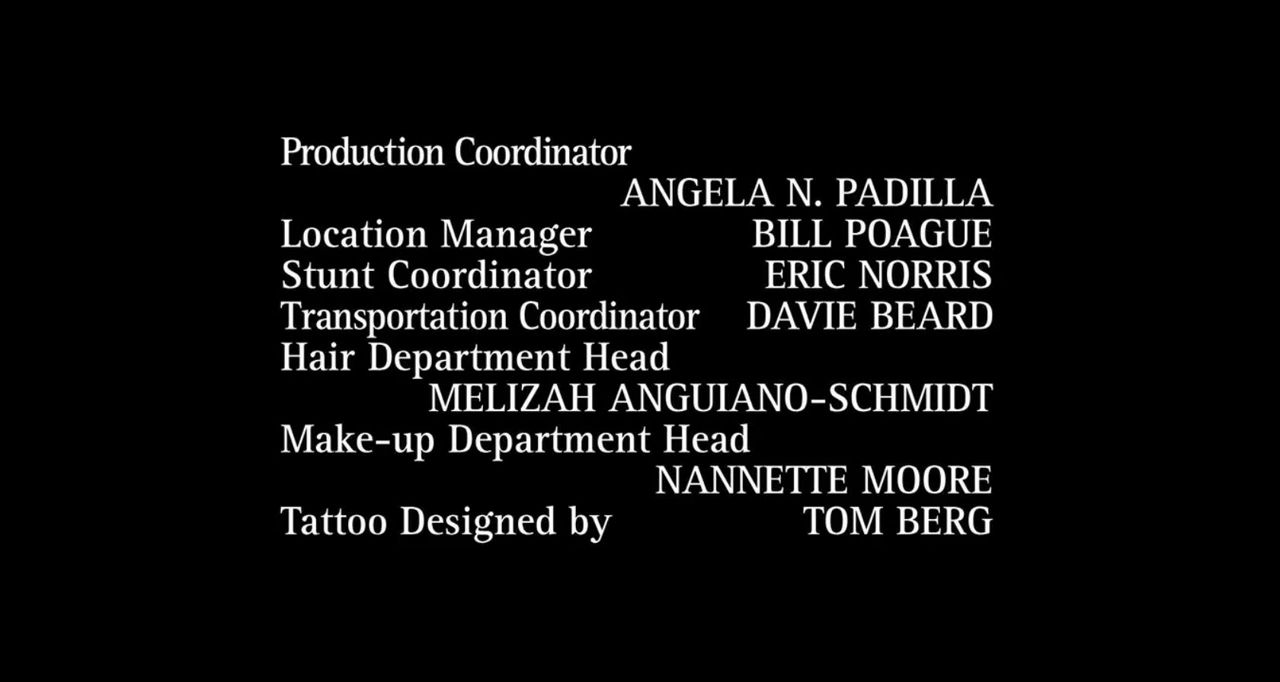 Production Coordinator
ANGELA N. PADILLA
Location Manager BILL POAGUE
Stunt Coordinator ERIC NORRIS
Transportation Coordinator DAVIE BEARD
Hair Department Head
MELIZAH ANGUIANO-SCHMIDT
Make-up Department Head
NANNETTE MOORE
Tattoo Designed by TOM BERG